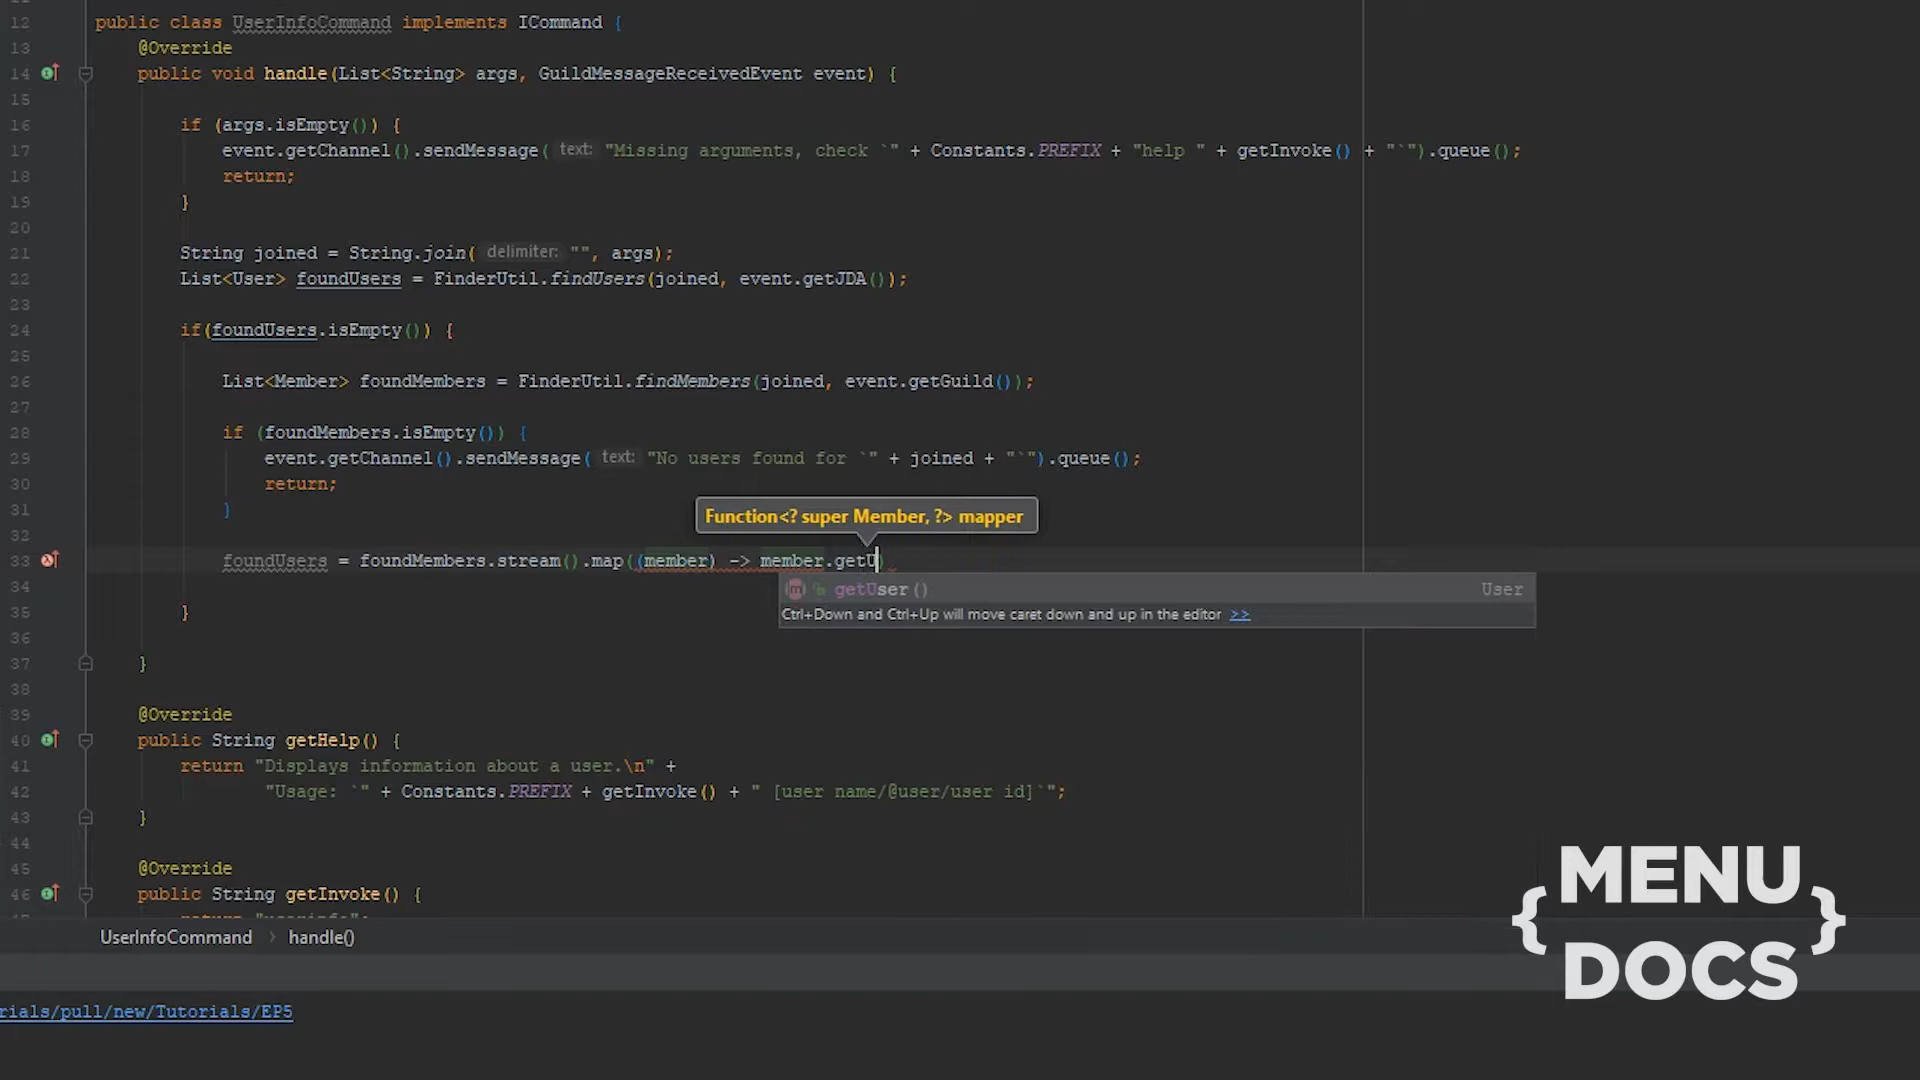 12 public class UserInfoCommand implements ICommand {
13 @Override
14 public void handle(List<String> args, GuildMessageReceivedEvent event) {
15
16 if (args.isEmpty()) {
17 event.getChannel().sendMessage( text: "Missing arguments, check `" + Constants.PREFIX + "help " + getInvoke() + "`").queue();
18 return;
19 }
20
21 String joined = String.join( delimiter: "", args);
22 List<User> foundUsers = FinderUtil.findUsers(joined, event.getJDA());
23
24 if(foundUsers.isEmpty()) {
25
26 List<Member> foundMembers = FinderUtil.findMembers(joined, event.getGuild());
27
28 if (foundMembers.isEmpty()) {
29 event.getChannel().sendMessage( text: "No users found for `" + joined + "`").queue();
30 return;
31 }
32 Function<? super Member, ?> mapper
33 foundUsers = foundMembers.stream().map((member) -> member.getU)
34 getUser() User
Ctrl+Down and Ctrl+Up will move caret down and up in the editor >>
35 }
36
37 }
38
39 @Override
40 public String getHelp() {
41 return "Displays information about a user.\n" +
42 "Usage: `" + Constants.PREFIX + getInvoke() + " [user name/@user/user id]`";
43 }
44
45 @Override
46 public String getInvoke() {
UserInfoCommand > handle()
rials/pull/new/Tutorials/EP5
{MENU
DOCS}